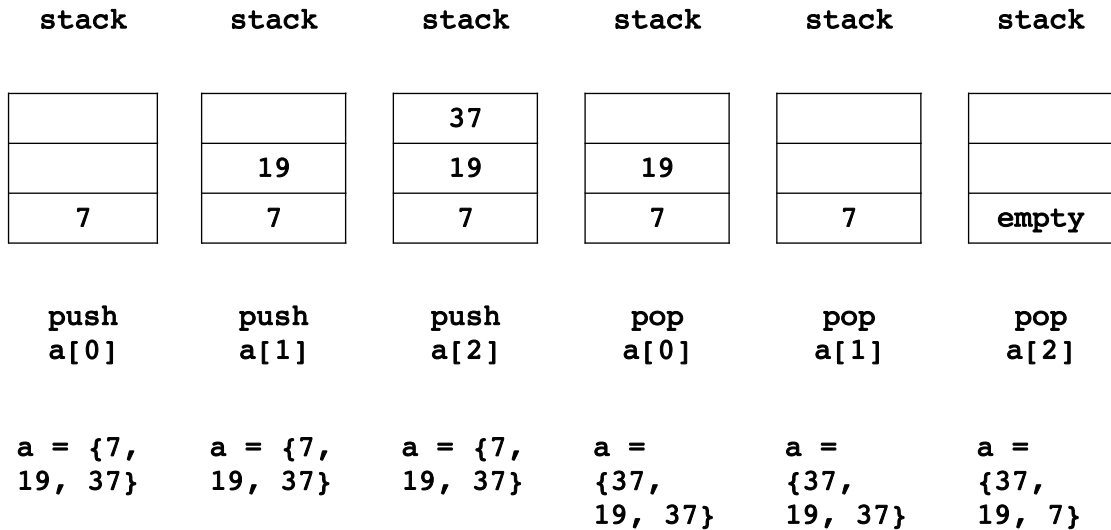 stack stack stack stack stack stack
37
19 19 19
7 7 7 7 7 empty
push push push pop pop pop
a[0] a[1] a[2] a[0] a[1] a[2]
a = {7, a = {7, a = {7, a = a = a =
19, 37} 19, 37} 19, 37} {37, {37, {37,
19, 37} 19, 37} 19, 7}